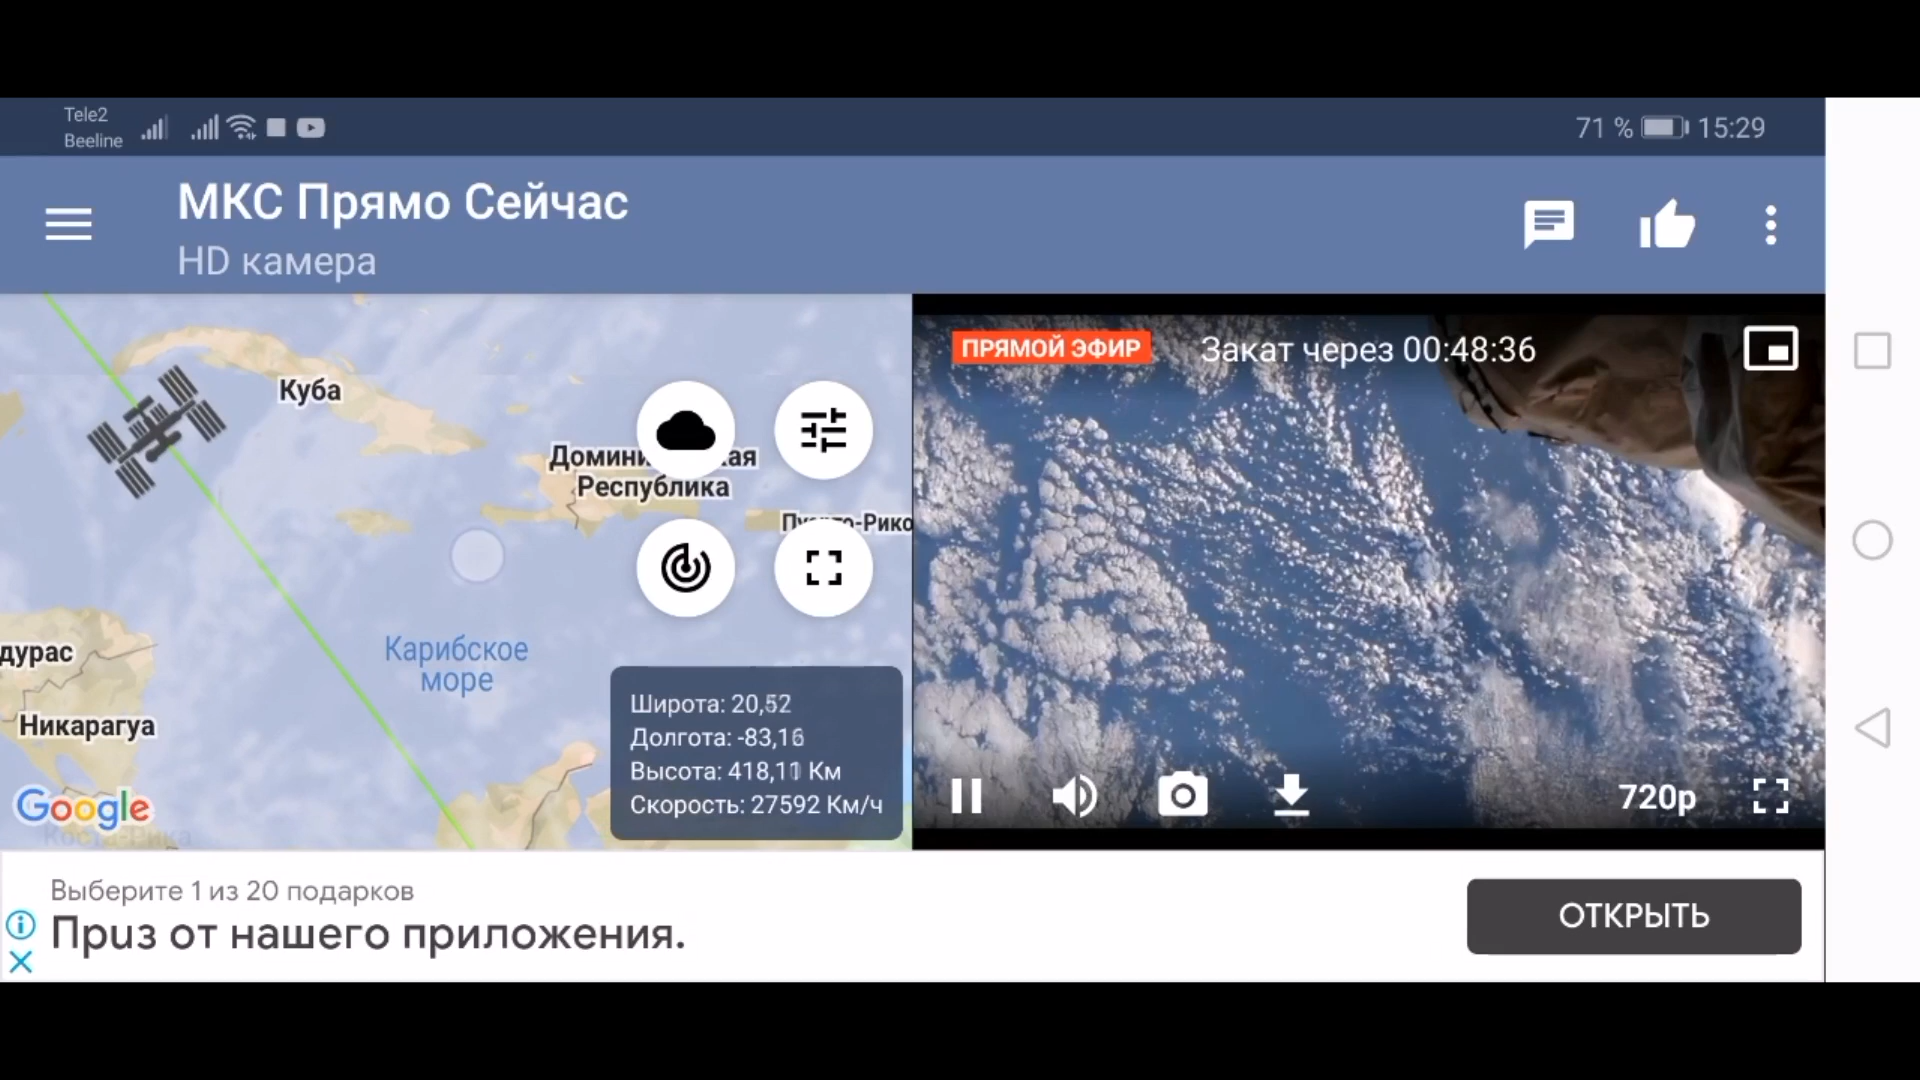 Tele2
Beeline
71 %
15:29
МКС Прямо Сейчас
HD камера
Куба
Республика
Карибское
море
дурас
Никарагуа
Google
Широта: 20,52
Долгота: -83,16
Высота: 418,11 Км
Скорость: 27592 Км/ч
ПРЯМОЙ ЭФИР
Закат через 00:48:36
720p
Выберите 1 из 20 подарков
Приз от нашего приложения.
ОТКРЫТЬ